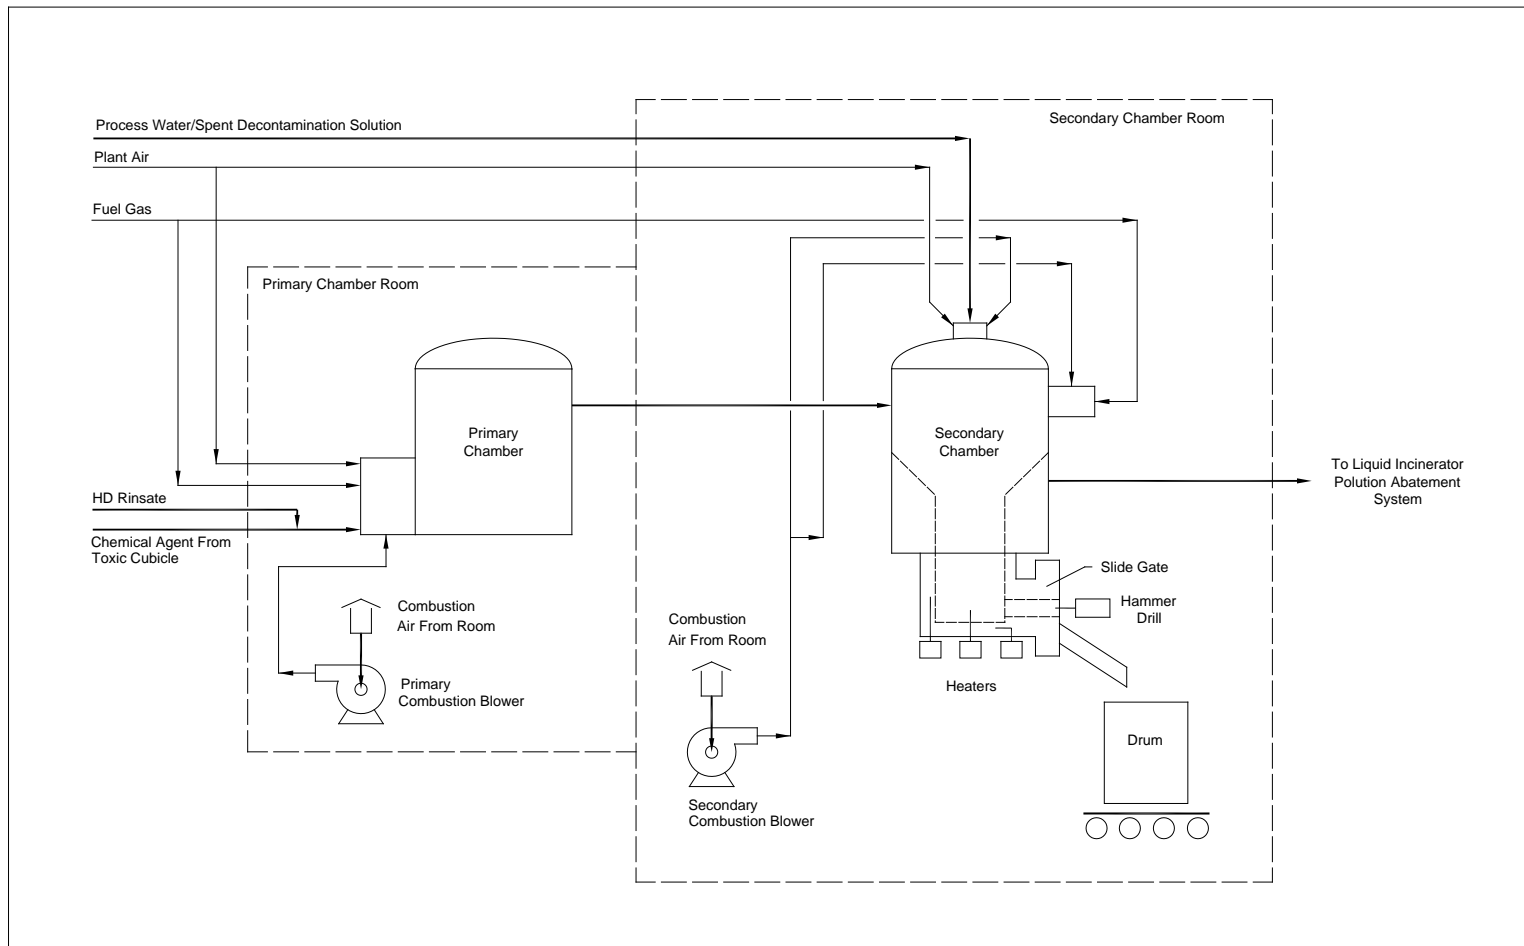 Process Water/Spent Decontamination Solution
Secondary Chamber Room
Plant Air
Fuel Gas
Primary Chamber Room
Primary
Chamber
Secondary
Chamber
To Liquid Incinerator
Polution Abatement
System
HD Rinsate
Chemical Agent From
Toxic Cubicle
Slide Gate
Hammer
Drill
Combustion
Air From Room
Combustion
Air From Room
Primary
Combustion Blower
Heaters
Drum
Secondary
Combustion Blower